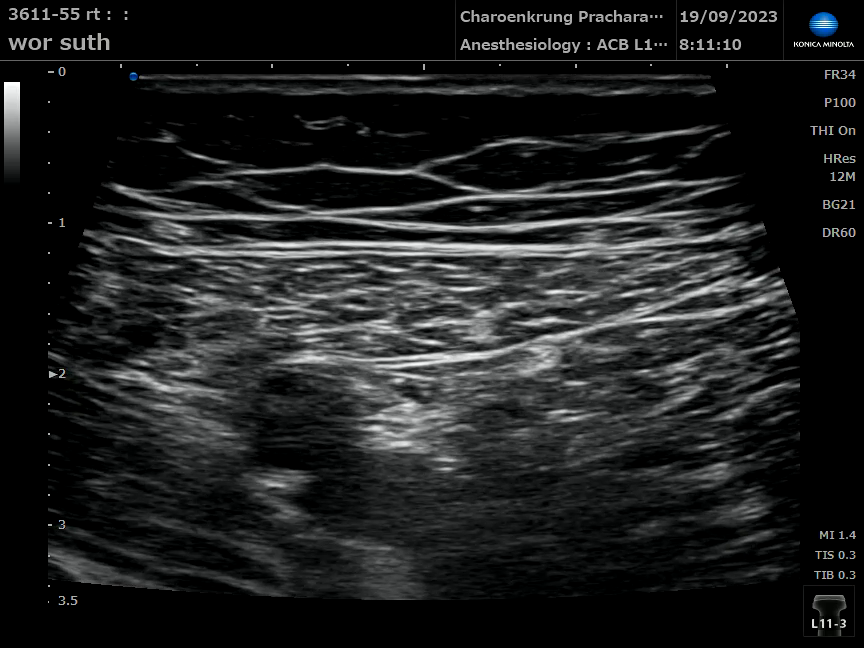 3611-55 rt : :
wor suth
Charoenkrung Prachara···
Anesthesiology : ACB L1···
19/09/2023
8:11:10
KONICA MINOLTA
FR34
P100
THI On
HRes
12M
BG21
DR60
0
1
2
3
3.5
MI 1.4
TIS 0.3
TIB 0.3
L11-3